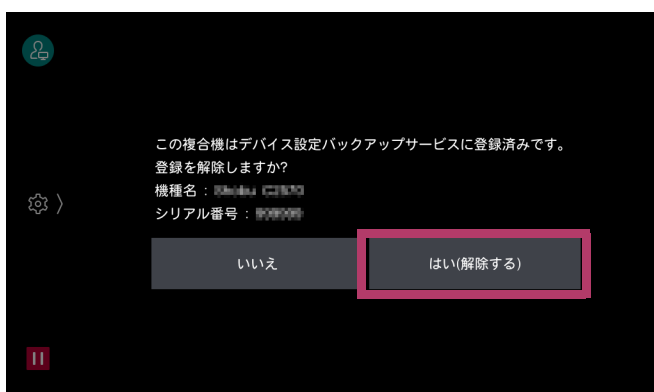 この複合機はデバイス設定バックアップサービスに登録済みです。
登録を解除しますか?
機種名 :
シリアル番号 :
いいえ
はい(解除する)